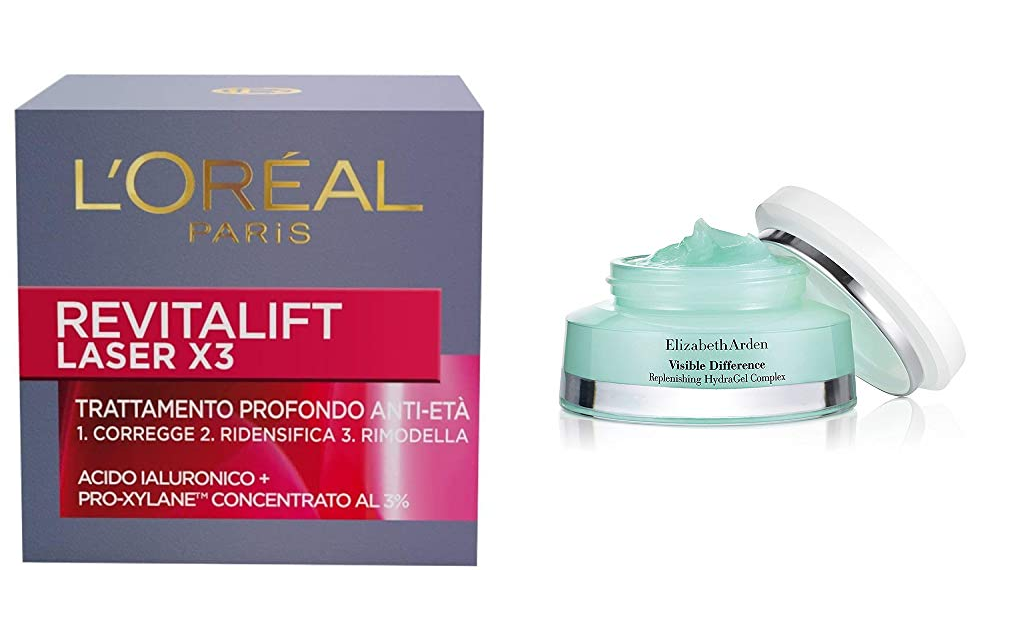 L'ORÉAL
PARiS
REVITALIFT
LASER X3
TRATTAMENTO PROFONDO ANTI-ETÀ
1. CORREGGE 2. RIDENSIFICA 3. RIMODELLA
ACIDO IALURONICO +
PRO-XYLANE™ CONCENTRATO AL 3%
ElizabethArden
Visible Difference
Replenishing HydraGel Complex